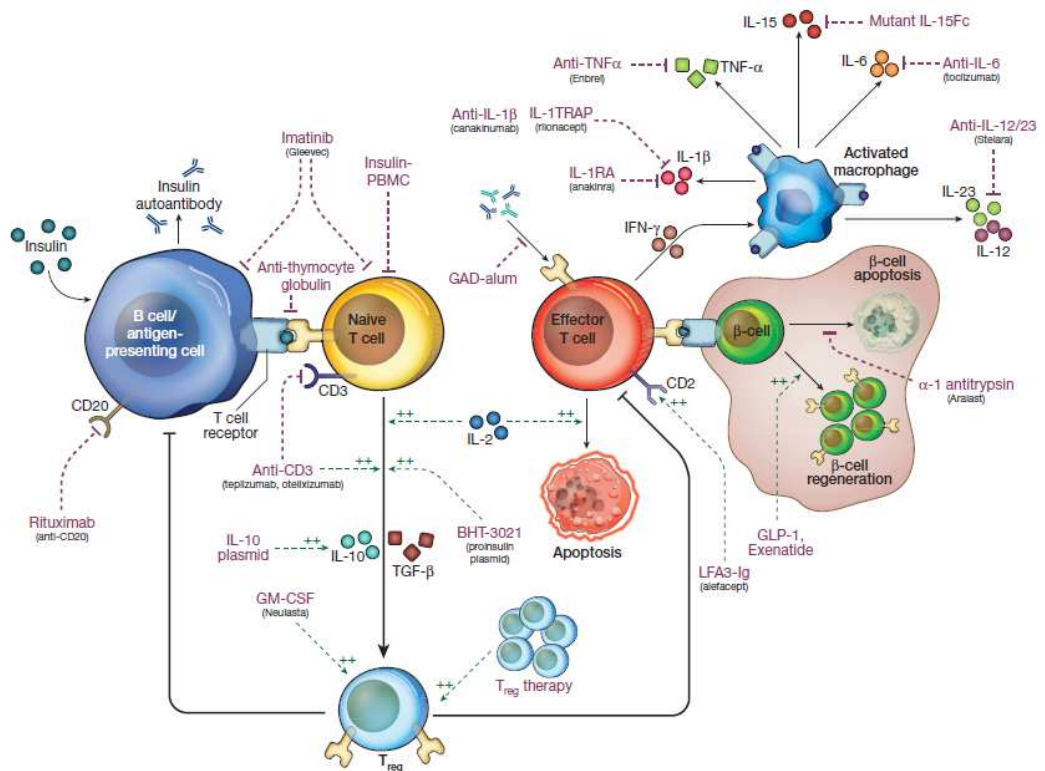 IL-15
Mutant IL-15Fc
Anti-TNFα
(Enbrel)
TNF-α
IL-6
Anti-IL-6
(tocilzumab)
Anti-IL-1β
(canakinumab)
IL-1TRAP
(rilonacept)
Anti-IL-12/23
(Stelara)
Imatinib
(Gleevec)
Insulin-
PBMC
IL-1β
IL-1RA
(anakinra)
Activated
macrophage
IL-23
IL-12
Insulin
autoantibody
Insulin
IFN-γ
GAD-alum
Anti-thymocyte
globulin
β-cell
apoptosis
B cell/
antigen-
presenting cell
Naive
T cell
Effector
T cell
β-cell
CD20
CD3
CD2
T cell
receptor
++
α-1 antitrypsin
(Aralast)
++
++
IL-2
++
β-cell
regeneration
Anti-CD3
(teplizumab, otelixizumab)
++
++
Rituximab
(anti-CD20)
IL-10
plasmid
++
IL-10
TGF-β
BHT-3021
(proinsulin
plasmid)
Apoptosis
GLP-1,
Exenatide
LFA3-Ig
(alefacept)
GM-CSF
(Neulasta)
++
++
Treg therapy
Treg